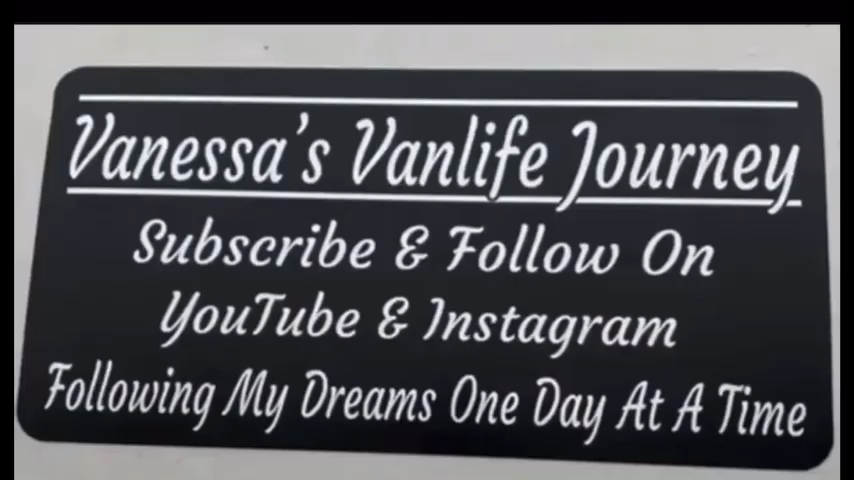 Vanessa's Vanlife Journey
Subscribe & Follow On
YouTube & Instagram
Following My Dreams One Day At A Time